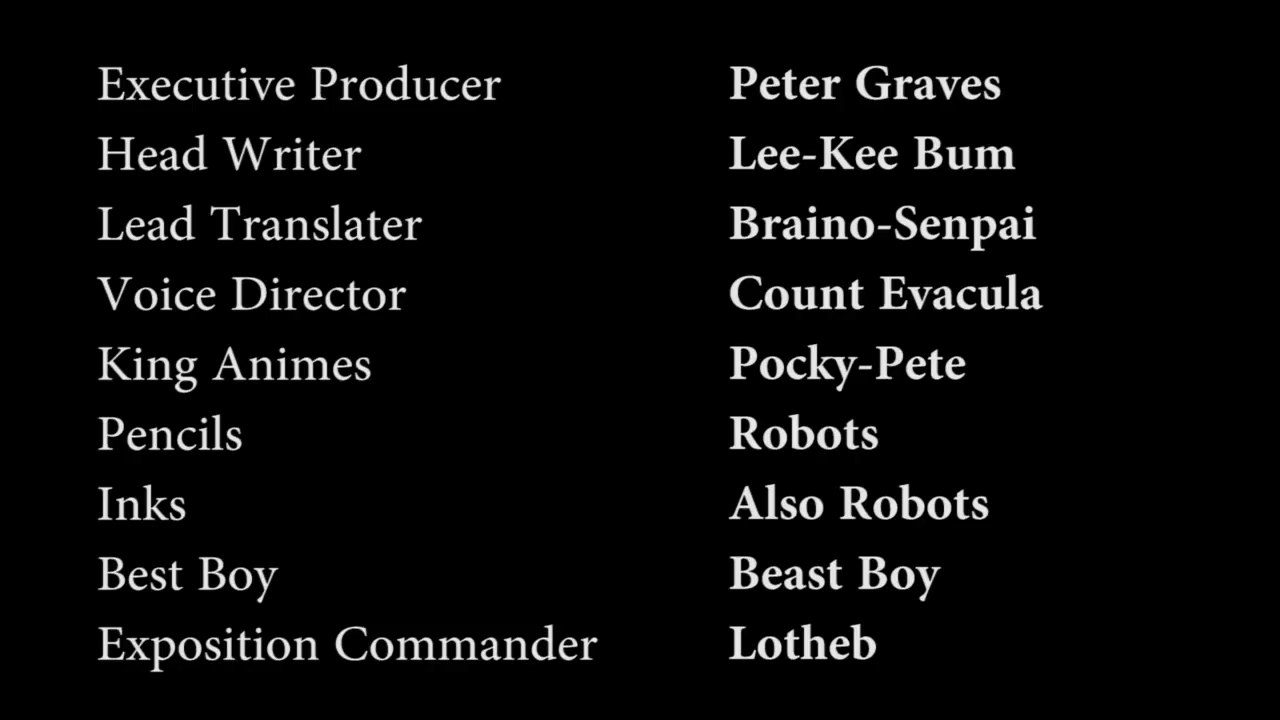 Executive Producer Peter Graves
Head Writer Lee-Kee Bum
Lead Translater Braino-Senpai
Voice Director Count Evacula
King Animes Pocky-Pete
Pencils Robots
Inks Also Robots
Best Boy Beast Boy
Exposition Commander Lotheb